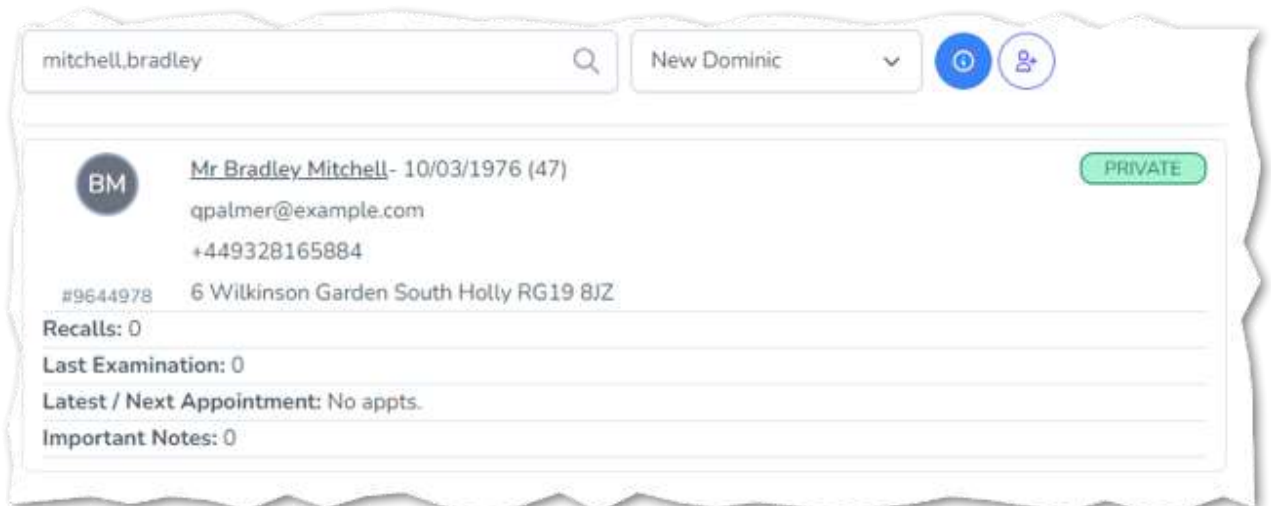 mitchell,bradley New Dominic
BM Mr Bradley Mitchell- 10/03/1976 (47) PRIVATE
qpalmer@example.com
+449328165884
#9644978 6 Wilkinson Garden South Holly RG19 8JZ
Recalls: 0
Last Examination: 0
Latest / Next Appointment: No appts.
Important Notes: 0